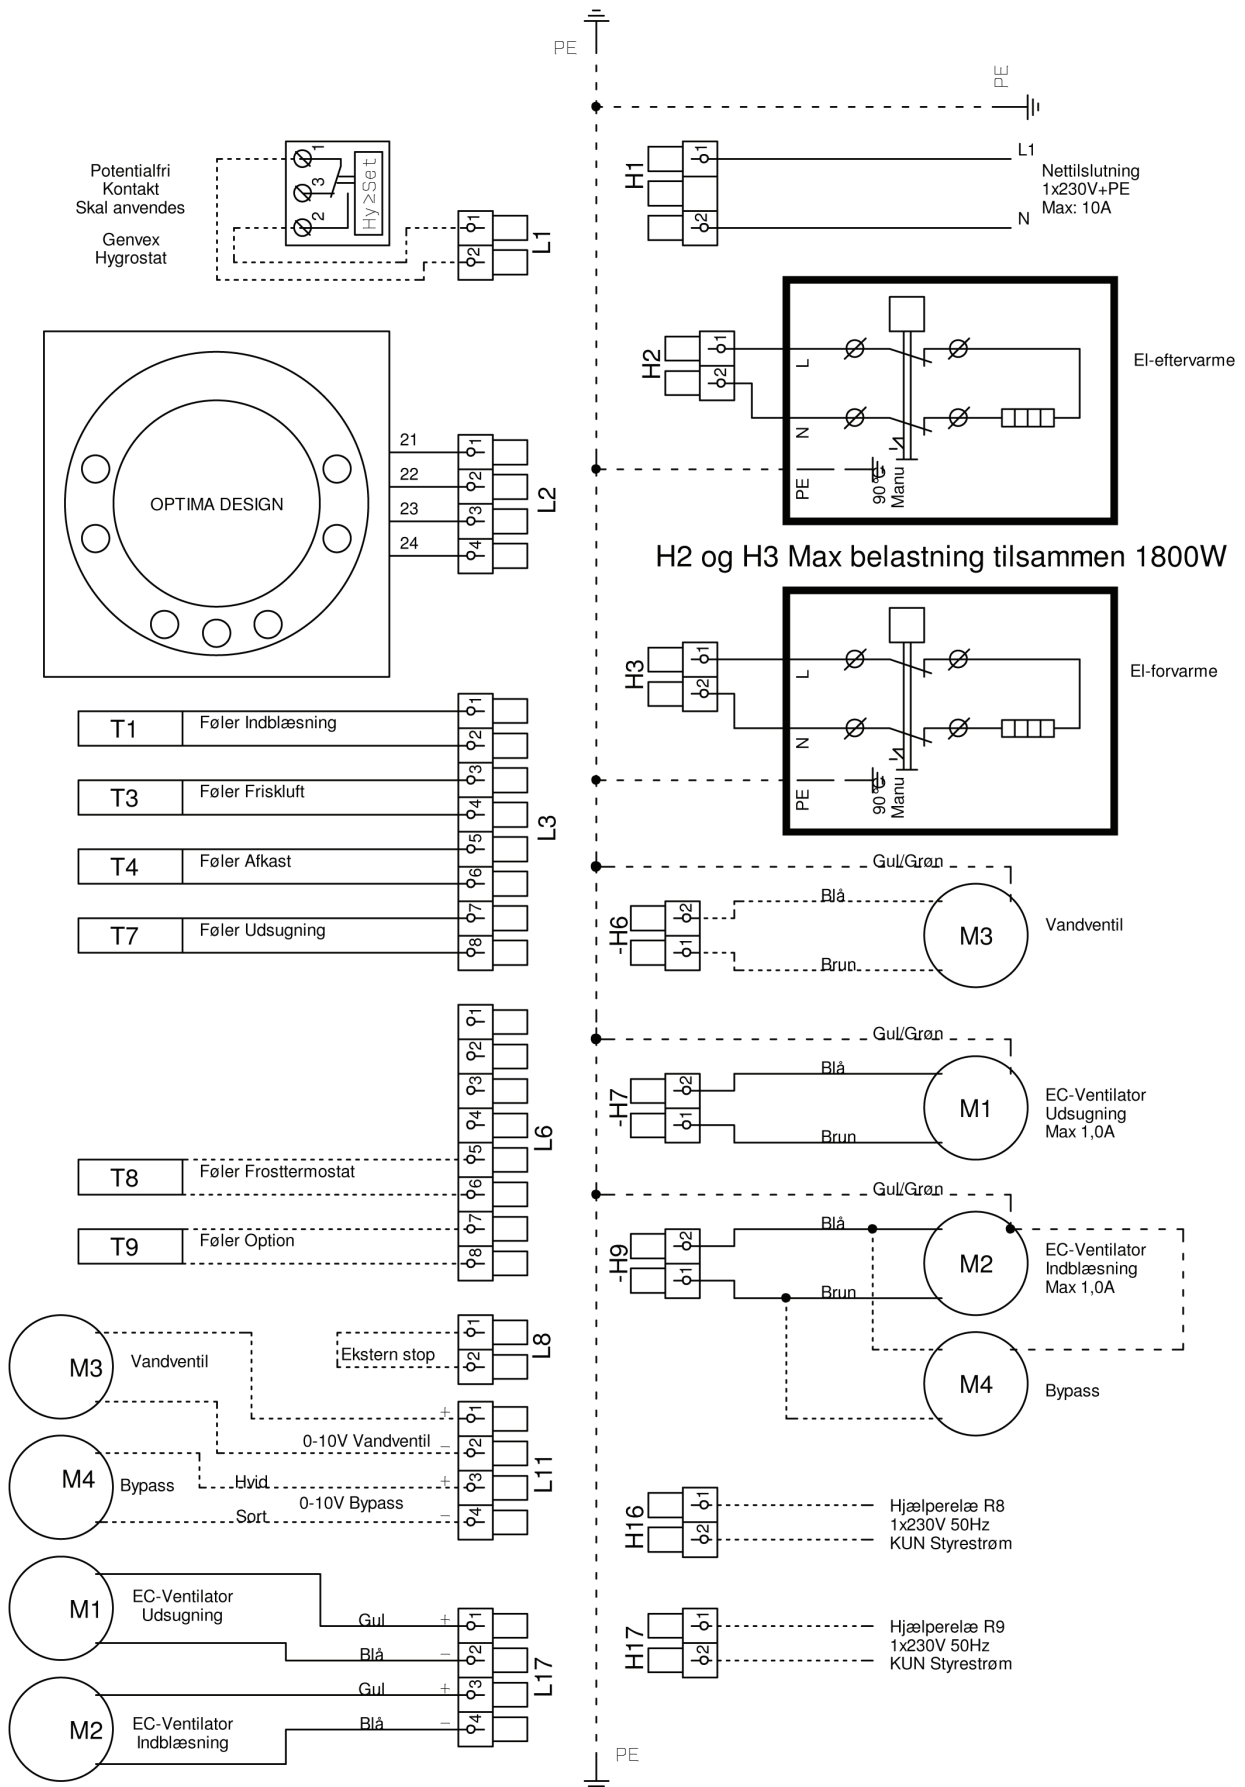 PE
PE
Potentialfri
Kontakt
Skal anvendes
Genvex
Hygrostat
1
3
2
Hy≥Set
1
2
L1
H1
1
2
L1
N
Nettilslutning
1x230V+PE
Max: 10A
OPTIMA DESIGN
21
22
23
24
1
2
3
4
L2
H2
1
2
L
N
PE
90°C
Manu
El-eftervarme
H2 og H3 Max belastning tilsammen 1800W
H3
1
2
L
N
PE
90°C
Manu
El-forvarme
T1 Føler Indblæsning
T3 Føler Friskluft
T4 Føler Afkast
T7 Føler Udsugning
1
2
3
4
5
6
7
8
L3
-H6
2
1
Gul/Grøn
Blå
Brun
M3
Vandventil
-H7
2
1
Gul/Grøn
Blå
Brun
M1
EC-Ventilator
Udsugning
Max 1,0A
T8 Føler Frosttermostat
T9 Føler Option
1
2
3
4
5
6
7
8
L6
-H9
2
1
Gul/Grøn
Blå
Brun
M2
EC-Ventilator
Indblæsning
Max 1,0A
M4
Bypass
Ekstern stop
1
2
L8
M3
Vandventil
0-10V Vandventil
M4
Bypass
Hvid
0-10V Bypass
Sort
+
−
+
−
1
2
3
4
L11
H16
1
2
Hjælperelæ R8
1x230V 50Hz
KUN Styrestrøm
M1
EC-Ventilator
Udsugning
Gul
Blå
M2
EC-Ventilator
Indblæsning
Gul
Blå
+
−
+
−
1
2
3
4
L17
H17
1
2
Hjælperelæ R9
1x230V 50Hz
KUN Styrestrøm
PE